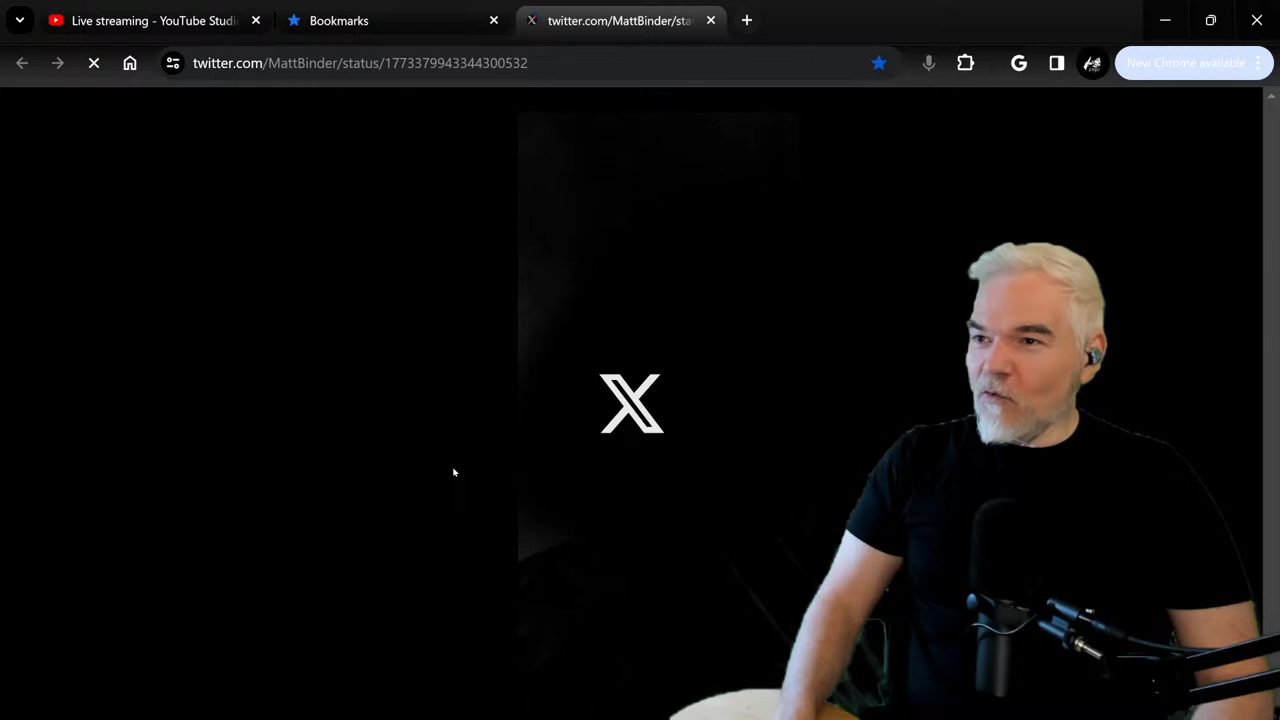 Live streaming - YouTube Studi
Bookmarks
twitter.com/MattBinder/sta
twitter.com/MattBinder/status/1773379943344300532
New Chrome available